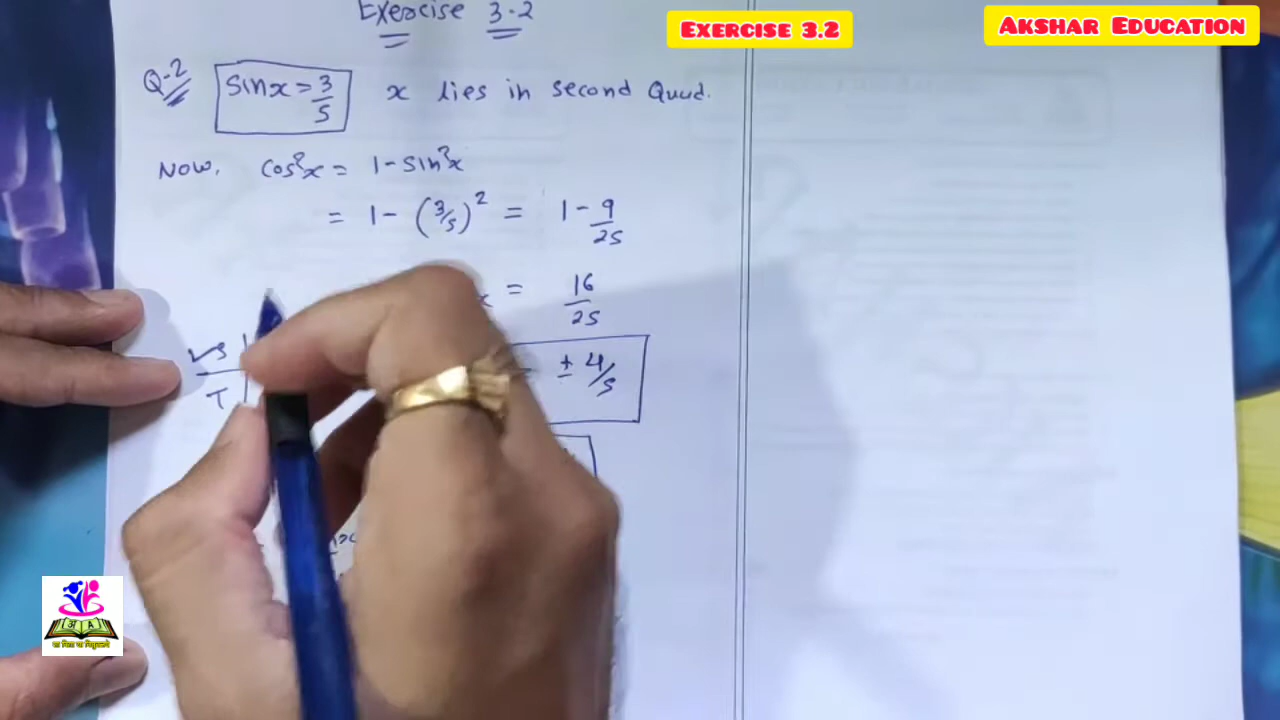 Exercise 3.2
EXERCISE 3.2
Akshar Education
Q-2 sinx = 3/5 x lies in second Quad.
Now, cos²x = 1 - sin²x
= 1 - (3/5)² = 1 - 9/25
x = 16/25
S
T
= ± 4/5